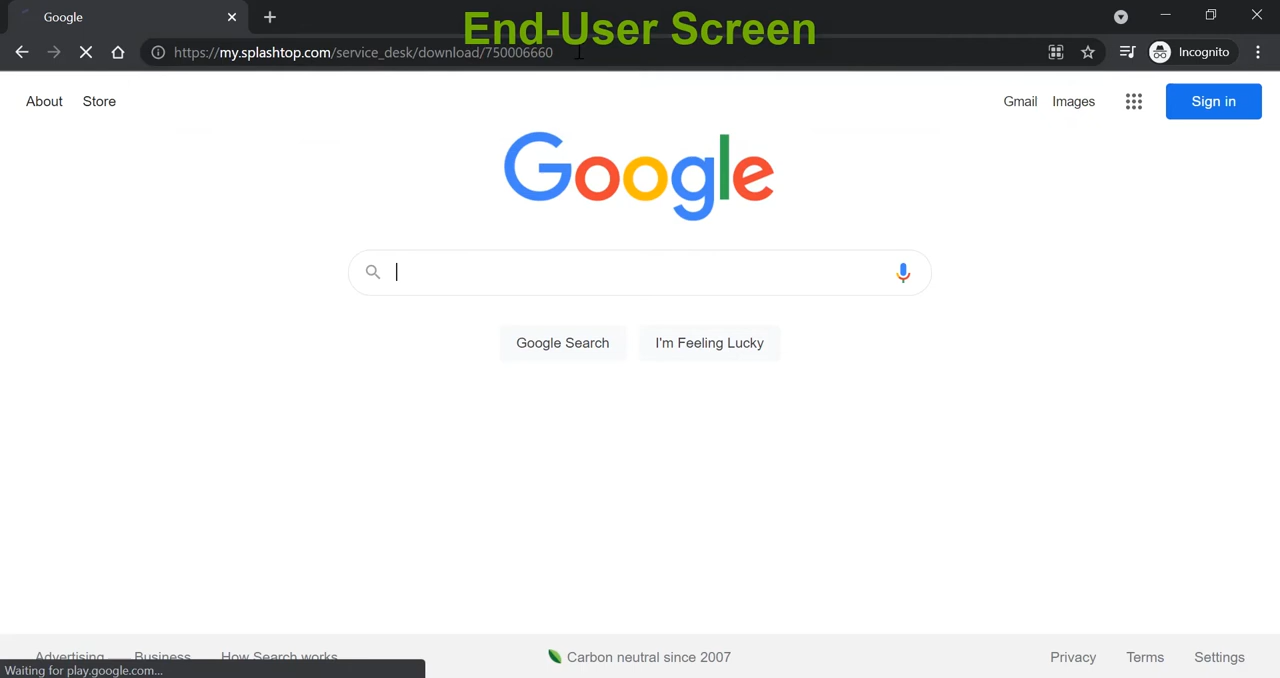 Google
End-User Screen
https://my.splashtop.com/service_desk/download/750006660
Incognito
About Store
Gmail Images Sign in
Google
Google Search I'm Feeling Lucky
Advertising Business How Search works
Carbon neutral since 2007
Privacy Terms Settings
Waiting for play.google.com...